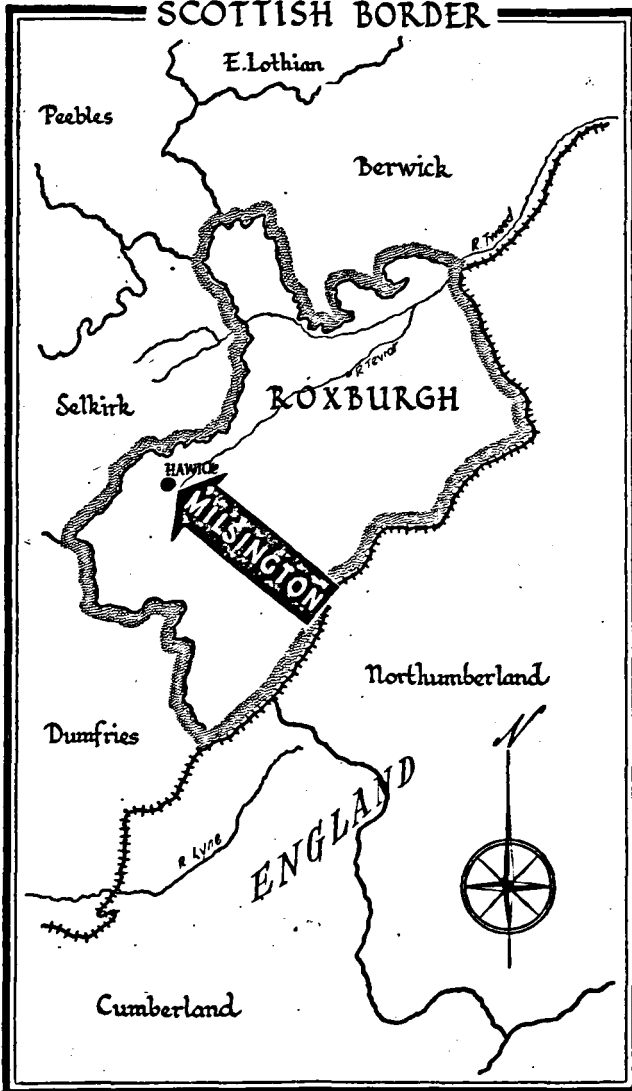 SCOTTISH BORDER
E. Lothian
Peebles
Berwick
R. Tweed
R. Teviot
ROXBURGH
Selkirk
HAWICK
MILSINGTON
Northumberland
Dumfries
ENGLAND
R. Lyne
N
Cumberland